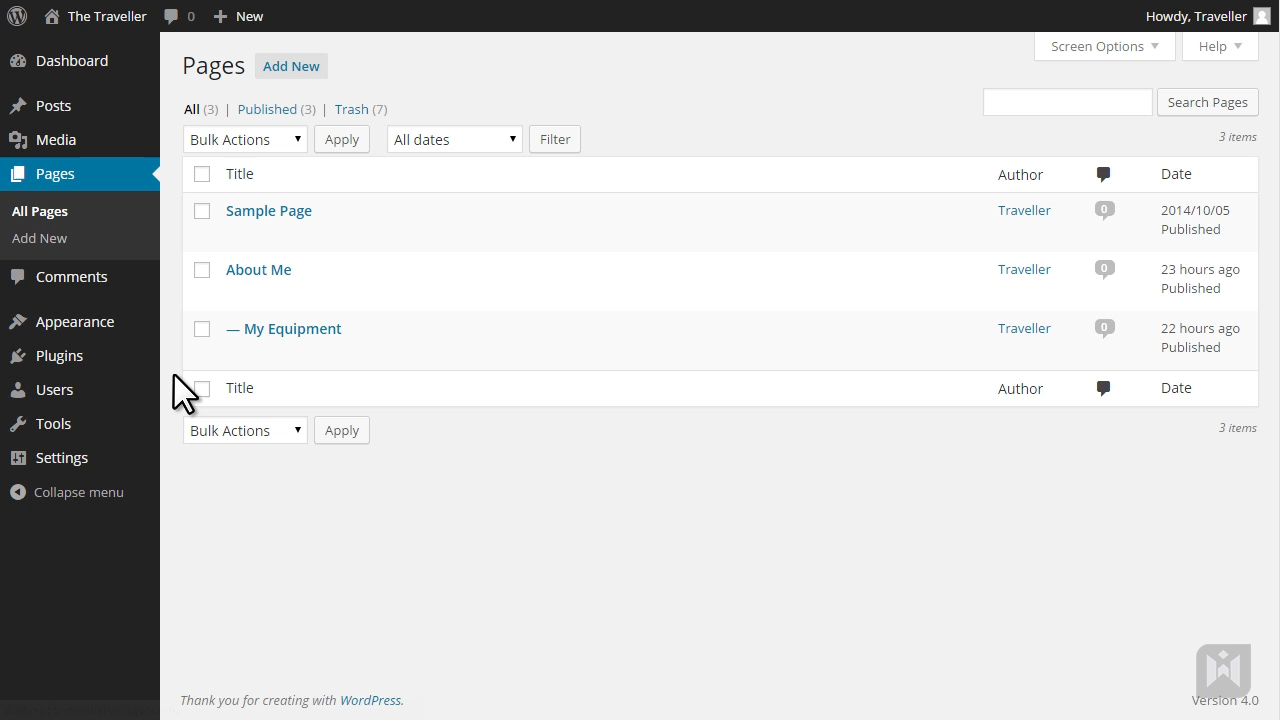 The Traveller 0 New Howdy, Traveller
Screen Options Help
Dashboard
Posts
Media
Pages
All Pages
Add New
Comments
Appearance
Plugins
Users
Tools
Settings
Collapse menu
Pages Add New
All (3) | Published (3) | Trash (7)
Search Pages
Bulk Actions Apply All dates Filter
3 items
Title Author Date
Sample Page Traveller 0 2014/10/05
Published
About Me Traveller 0 23 hours ago
Published
— My Equipment Traveller 0 22 hours ago
Published
Title Author Date
Bulk Actions Apply
3 items
Thank you for creating with WordPress.
Version 4.0